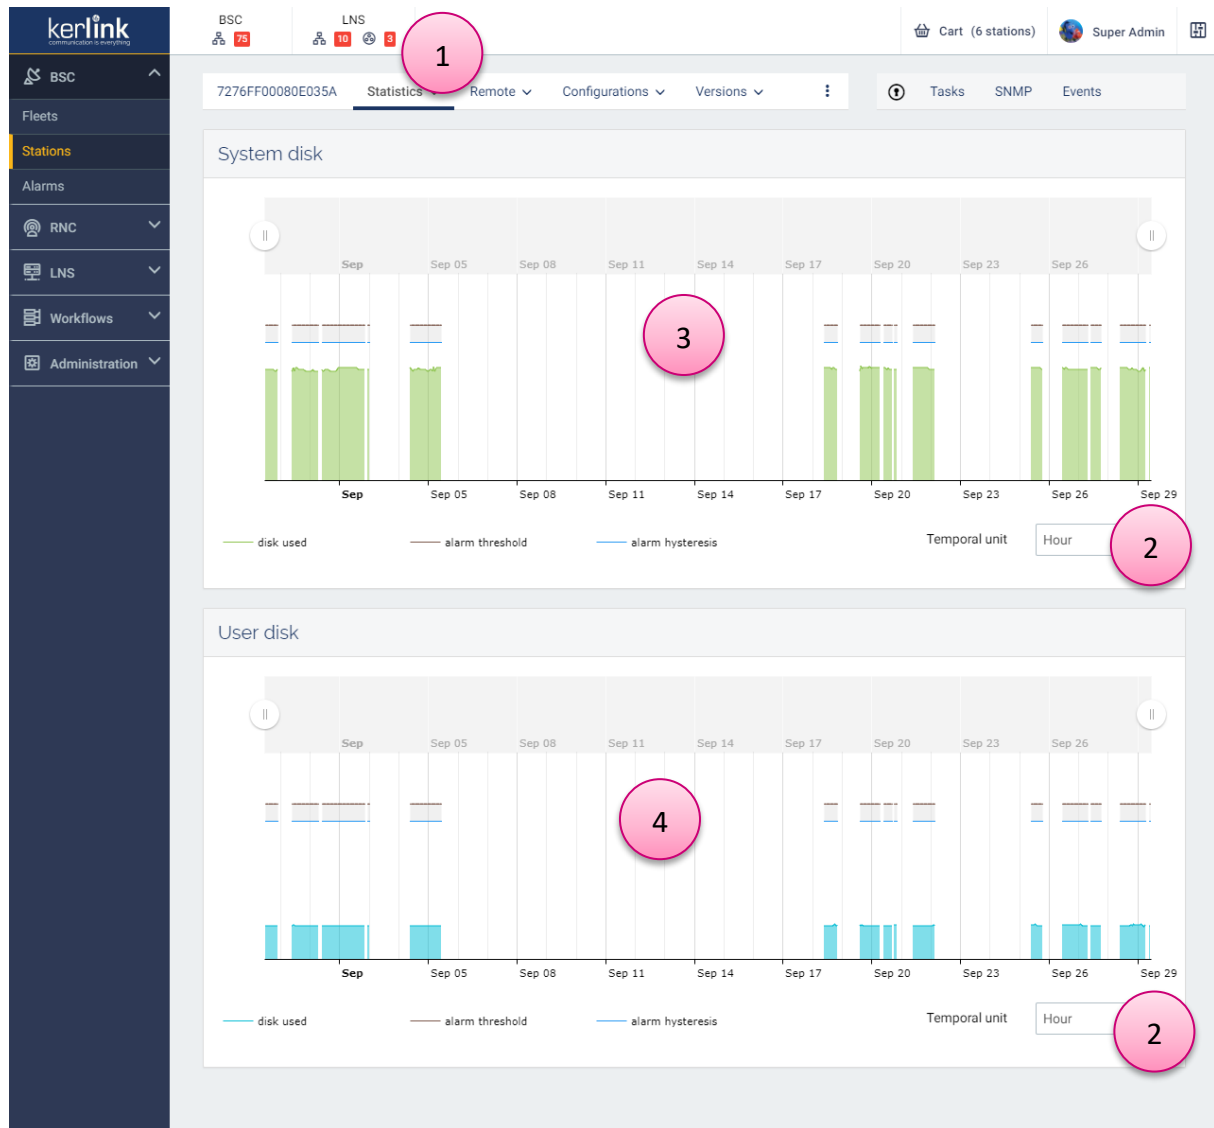 kerlink
communication is everything
BSC
75
LNS
10
3
Cart (6 stations)
Super Admin
1
BSC
Fleets
Stations
Alarms
RNC
LNS
Workflows
Administration
7276FF00080E035A
Statistics
Remote
Configurations
Versions
Tasks
SNMP
Events
System disk
Sep Sep 05 Sep 08 Sep 11 Sep 14 Sep 17 Sep 20 Sep 23 Sep 26
3
Sep Sep 05 Sep 08 Sep 11 Sep 14 Sep 17 Sep 20 Sep 23 Sep 26 Sep 29
disk used
alarm threshold
alarm hysteresis
Temporal unit
Hour
2
User disk
Sep Sep 05 Sep 08 Sep 11 Sep 14 Sep 17 Sep 20 Sep 23 Sep 26
4
Sep Sep 05 Sep 08 Sep 11 Sep 14 Sep 17 Sep 20 Sep 23 Sep 26 Sep 29
disk used
alarm threshold
alarm hysteresis
Temporal unit
Hour
2